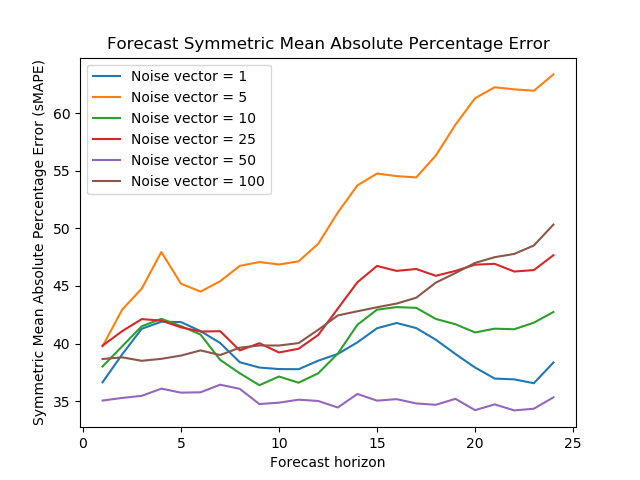 Forecast Symmetric Mean Absolute Percentage Error
Symmetric Mean Absolute Percentage Error (sMAPE)
60
55
50
45
40
35
Noise vector = 1
Noise vector = 5
Noise vector = 10
Noise vector = 25
Noise vector = 50
Noise vector = 100
0 5 10 15 20 25
Forecast horizon